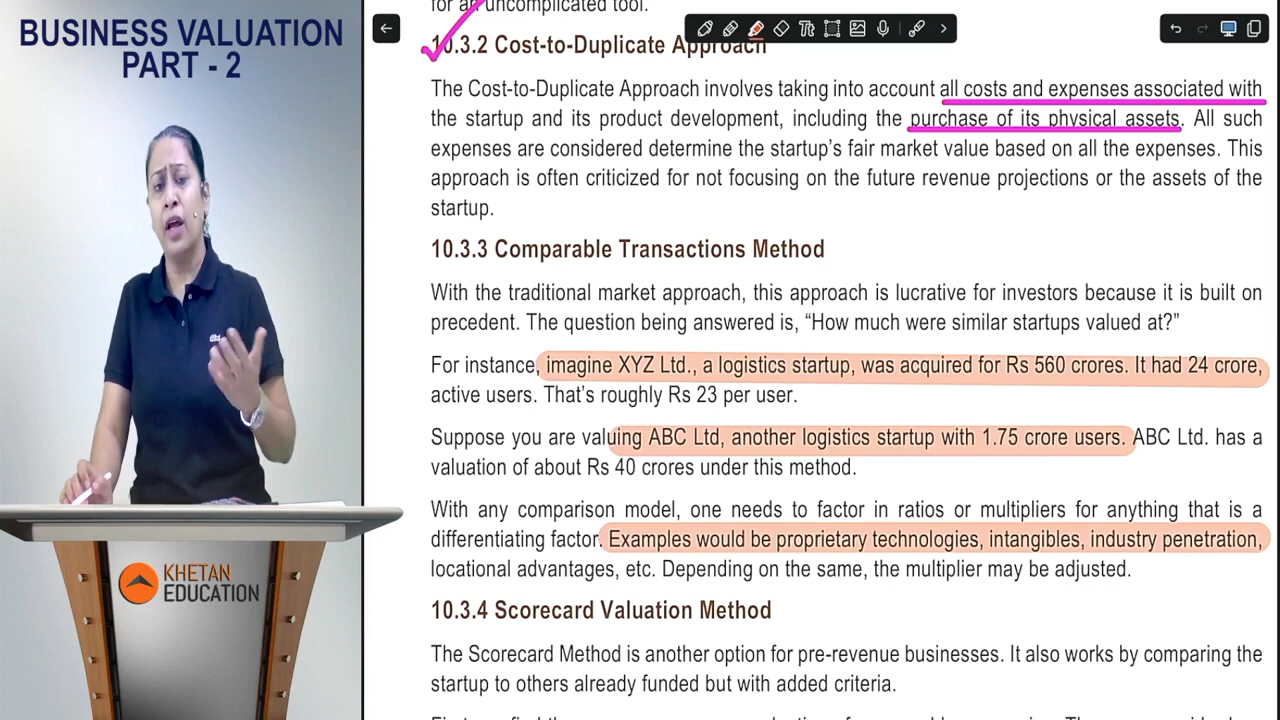 BUSINESS VALUATION
PART - 2
KHETAN
EDUCATION
for an uncomplicated tool.
10.3.2 Cost-to-Duplicate Approach
The Cost-to-Duplicate Approach involves taking into account all costs and expenses associated with
the startup and its product development, including the purchase of its physical assets. All such
expenses are considered determine the startup's fair market value based on all the expenses. This
approach is often criticized for not focusing on the future revenue projections or the assets of the
startup.
10.3.3 Comparable Transactions Method
With the traditional market approach, this approach is lucrative for investors because it is built on
precedent. The question being answered is, “How much were similar startups valued at?”
For instance, imagine XYZ Ltd., a logistics startup, was acquired for Rs 560 crores. It had 24 crore,
active users. That's roughly Rs 23 per user.
Suppose you are valuing ABC Ltd, another logistics startup with 1.75 crore users. ABC Ltd. has a
valuation of about Rs 40 crores under this method.
With any comparison model, one needs to factor in ratios or multipliers for anything that is a
differentiating factor. Examples would be proprietary technologies, intangibles, industry penetration,
locational advantages, etc. Depending on the same, the multiplier may be adjusted.
10.3.4 Scorecard Valuation Method
The Scorecard Method is another option for pre-revenue businesses. It also works by comparing the
startup to others already funded but with added criteria.